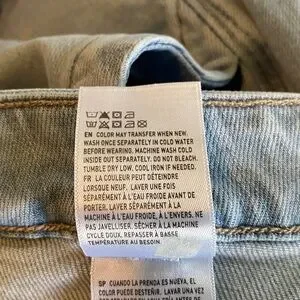 EN COLOR MAY TRANSFER WHEN NEW.
WASH ONCE SEPARATELY IN COLD WATER
BEFORE WEARING. MACHINE WASH COLD
INSIDE OUT SEPARATELY. DO NOT BLEACH.
TUMBLE DRY LOW. COOL IRON IF NEEDED.
FR LA COULEUR PEUT DÉTEINDRE
LORSQUE NEUF. LAVER UNE FOIS
SÉPARÉMENT À L'EAU FROIDE AVANT DE
PORTER. LAVER SÉPARÉMENT À LA
MACHINE À L'EAU FROIDE, À L'ENVERS. NE
PAS JAVELLISER. SÉCHER À LA MACHINE
CYCLE DOUX. REPASSER À BASSE
TEMPÉRATURE AU BESOIN.
SP CUANDO LA PRENDA ES NUEVA, EL
COLOR PUEDE DESTEÑIR. LAVAR UNA VEZ